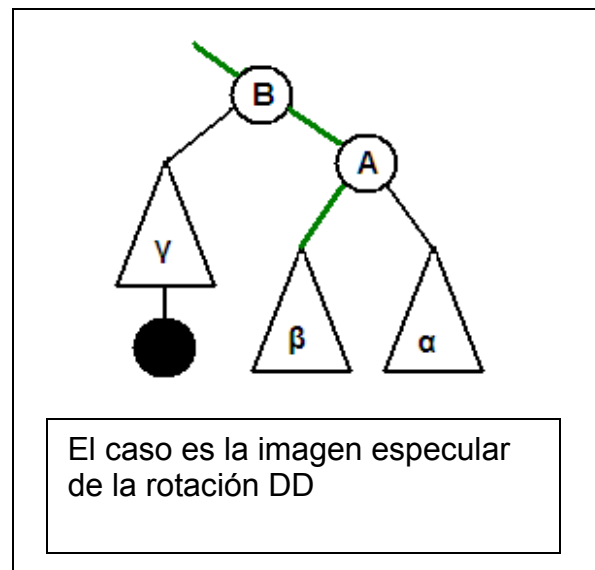 B
A
γ
β
α
El caso es la imagen especular
de la rotación DD